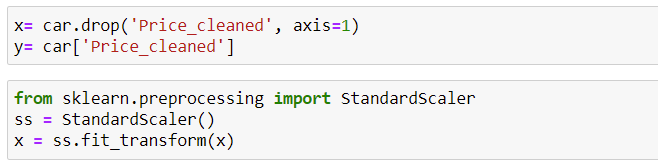 x= car.drop('Price_cleaned', axis=1)
y= car['Price_cleaned']
from sklearn.preprocessing import StandardScaler
ss = StandardScaler()
x = ss.fit_transform(x)